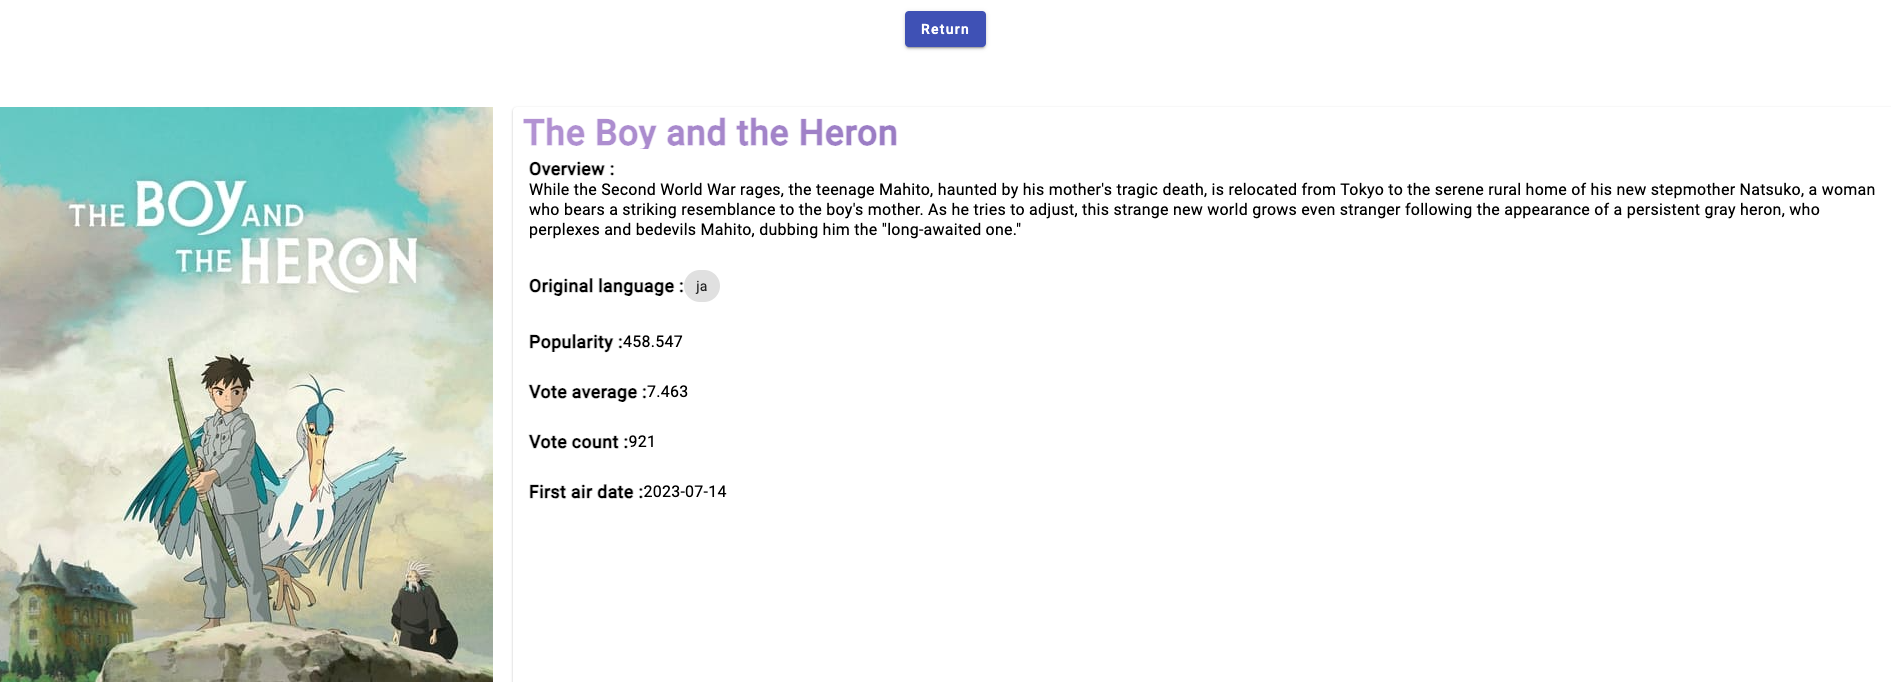 Return
THE BOY AND
THE HERON
The Boy and the Heron
Overview :
While the Second World War rages, the teenage Mahito, haunted by his mother's tragic death, is relocated from Tokyo to the serene rural home of his new stepmother Natsuko, a woman
who bears a striking resemblance to the boy's mother. As he tries to adjust, this strange new world grows even stranger following the appearance of a persistent gray heron, who
perplexes and bedevils Mahito, dubbing him the "long-awaited one."
Original language :ja
Popularity :458.547
Vote average :7.463
Vote count :921
First air date :2023-07-14